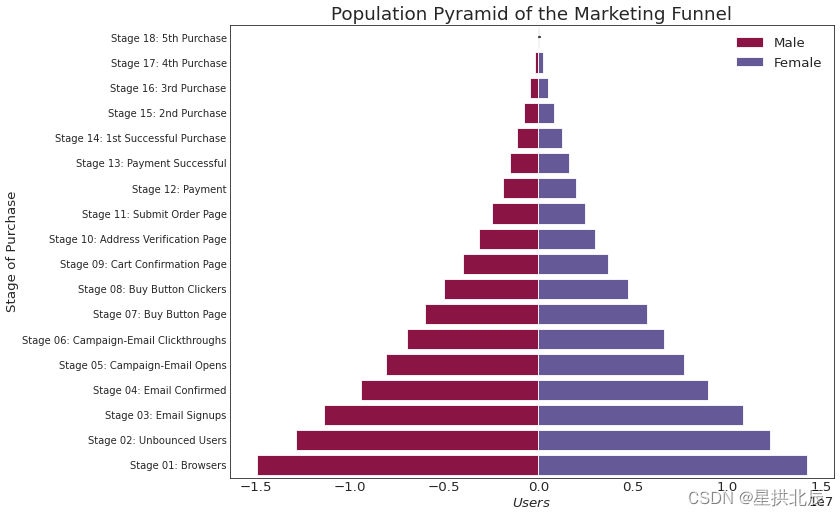 Population Pyramid of the Marketing Funnel
Male
Female
Stage of Purchase
Stage 18: 5th Purchase
Stage 17: 4th Purchase
Stage 16: 3rd Purchase
Stage 15: 2nd Purchase
Stage 14: 1st Successful Purchase
Stage 13: Payment Successful
Stage 12: Payment
Stage 11: Submit Order Page
Stage 10: Address Verification Page
Stage 09: Cart Confirmation Page
Stage 08: Buy Button Clickers
Stage 07: Buy Button Page
Stage 06: Campaign-Email Clickthroughs
Stage 05: Campaign-Email Opens
Stage 04: Email Confirmed
Stage 03: Email Signups
Stage 02: Unbounced Users
Stage 01: Browsers
−1.5 −1.0 −0.5 0.0 0.5 1.0 1.5
Users
1e7
CSDN @星拱北辰